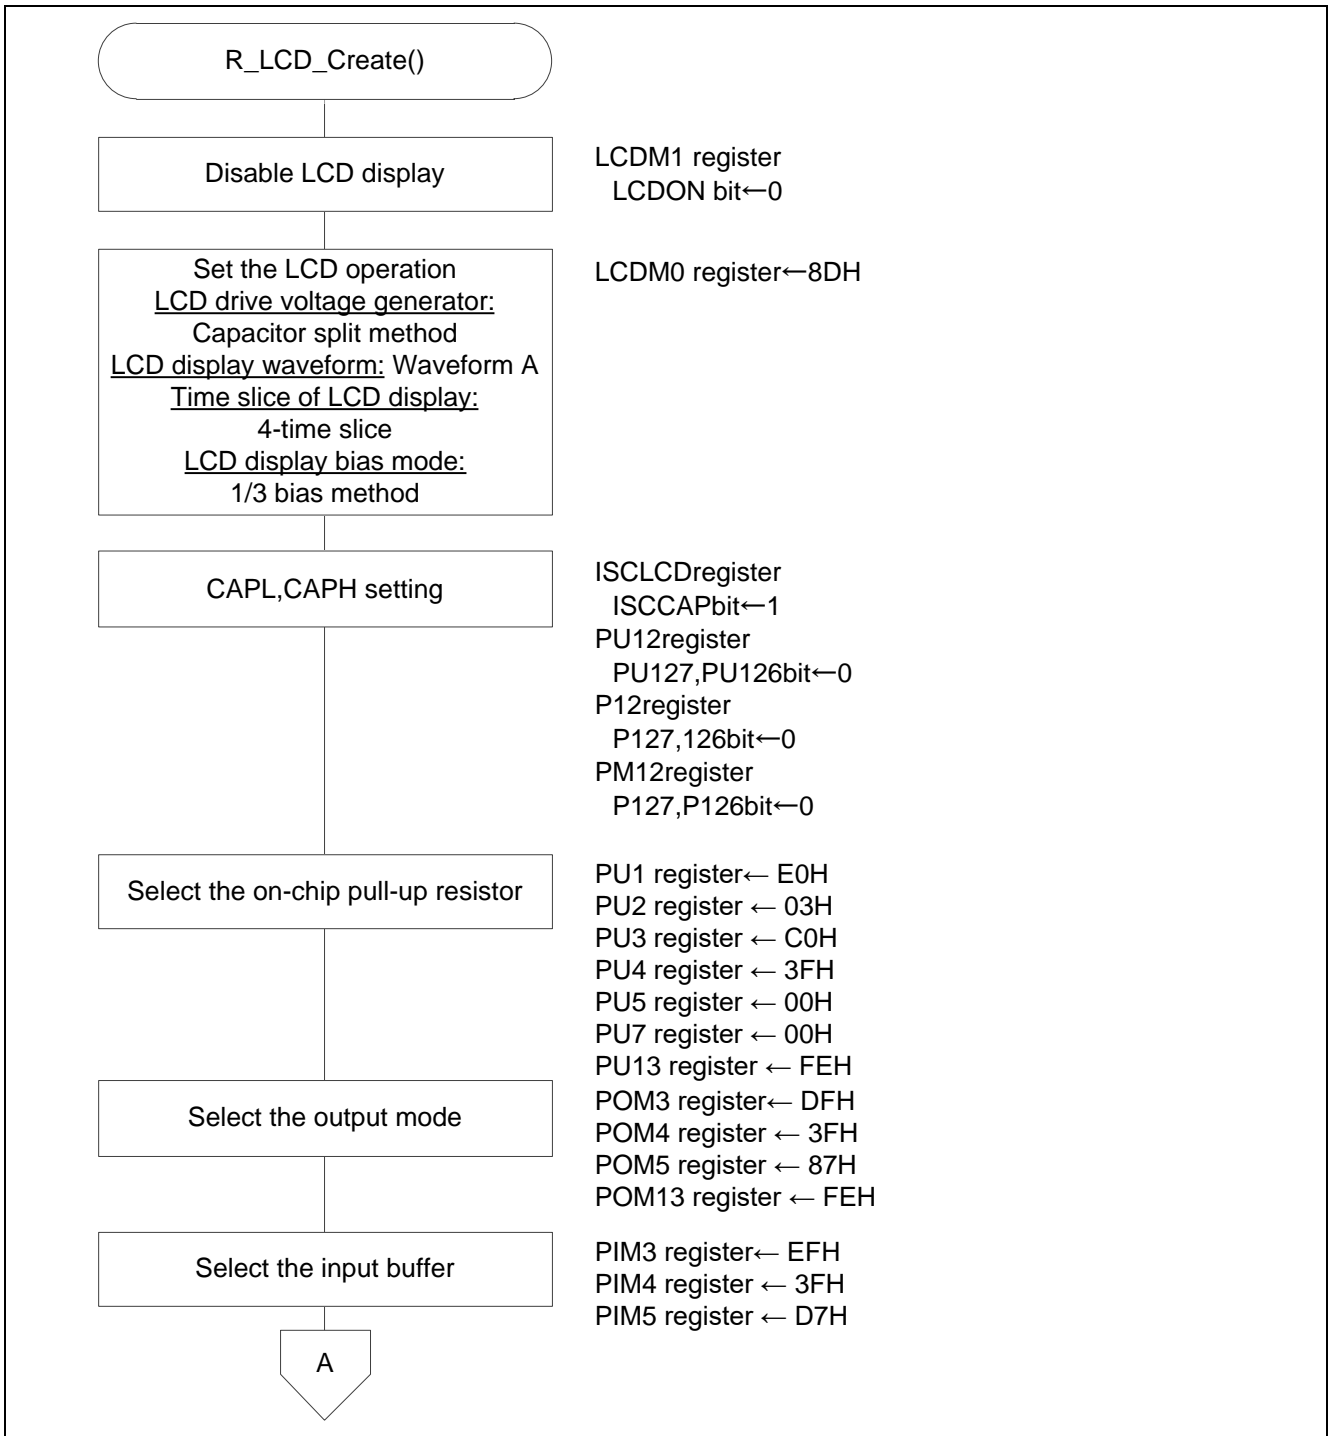 R_LCD_Create()
Disable LCD display
LCDM1 register
LCDON bit←0
Set the LCD operation
LCD drive voltage generator:
Capacitor split method
LCD display waveform: Waveform A
Time slice of LCD display:
4-time slice
LCD display bias mode:
1/3 bias method
LCDM0 register←8DH
CAPL,CAPH setting
ISCLCDregister
ISCCAPbit←1
PU12register
PU127,PU126bit←0
P12register
P127,126bit←0
PM12register
P127,P126bit←0
Select the on-chip pull-up resistor
PU1 register← E0H
PU2 register ← 03H
PU3 register ← C0H
PU4 register ← 3FH
PU5 register ← 00H
PU7 register ← 00H
PU13 register ← FEH
Select the output mode
POM3 register← DFH
POM4 register ← 3FH
POM5 register ← 87H
POM13 register ← FEH
Select the input buffer
PIM3 register← EFH
PIM4 register ← 3FH
PIM5 register ← D7H
A